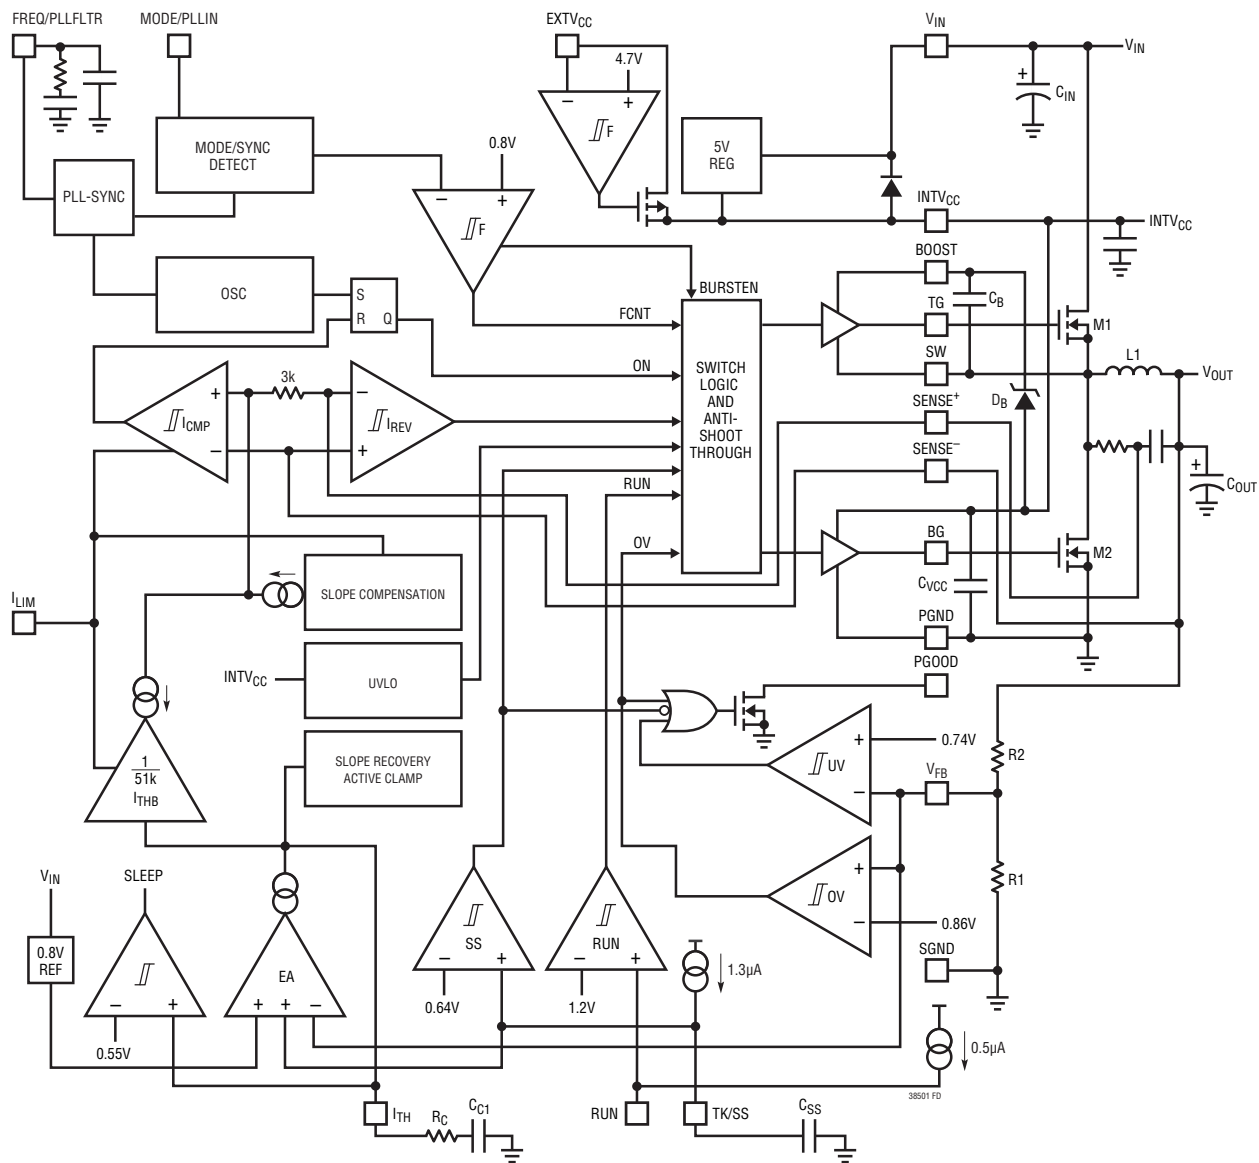 FREQ/PLLFLTR
MODE/PLLIN
EXTVCC
VIN
VIN
4.7V
+
CIN
−
+
F
MODE/SYNC
DETECT
0.8V
5V
REG
PLL-SYNC
−
+
F
INTVCC
INTVCC
OSC
S
R
Q
BURSTEN
BOOST
CB
FCNT
TG
M1
SWITCH
LOGIC
AND
ANTI-
SHOOT
THROUGH
ON
SW
L1
VOUT
3k
+
−
ICMP
−
+
IREV
SENSE+
DB
SENSE−
+
COUT
RUN
OV
BG
M2
CVCC
SLOPE COMPENSATION
ILIM
PGND
PGOOD
INTVCC
UVLO
SLOPE RECOVERY
ACTIVE CLAMP
1
51k
ITHB
+
−
UV
0.74V
VFB
R2
+
−
OV
0.86V
R1
VIN
SLEEP
0.8V
REF
−
+
0.55V
EA
+
+
−
SS
−
+
0.64V
RUN
−
+
1.2V
1.3µA
SGND
0.5µA
38501 FD
ITH
RC
CC1
RUN
TK/SS
CSS